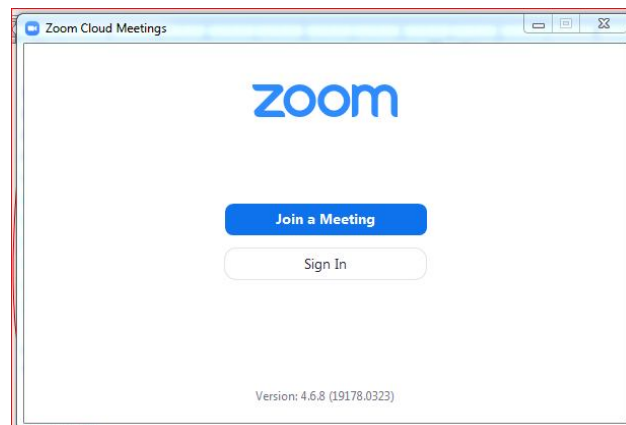 Zoom Cloud Meetings
zoom
Join a Meeting
Sign In
Version: 4.6.8 (19178.0323)